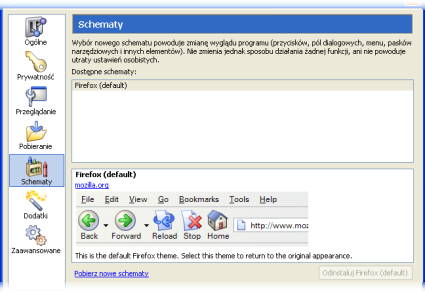 Schematy
Ogólne
Wybór nowego schematu powoduje zmianę wyglądu programu (przycisków, pól dialogowych, menu, pasków
narzędziowych i innych elementów). Nie zmienia jednak sposobu działania żadnej funkcji, ani nie powoduje
utraty ustawień osobistych.
Dostępne schematy:
Prywatność
Firefox (default)
Przeglądanie
Pobieranie
Schematy
Firefox (default)
mozilla.org
File Edit View Go Bookmarks Tools Help
Dodatki
Back Forward Reload Stop Home http://www.moz
Zaawansowane
This is the default Firefox theme. Select this theme to return to the original appearance.
Pobierz nowe schematy
Odinstaluj Firefox (default)